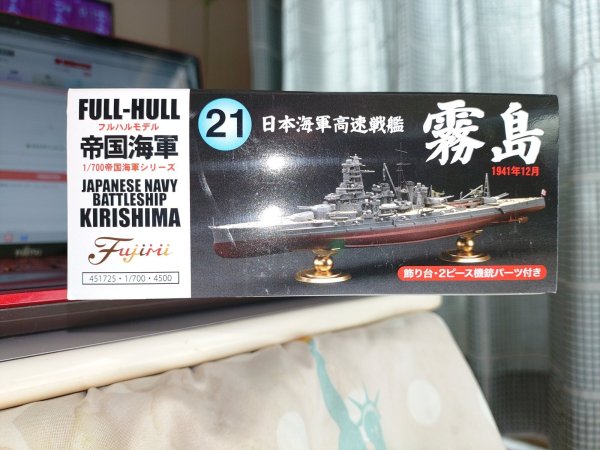 FULL-HULL
フルハルモデル
帝国海軍
1/700帝国海軍シリーズ
JAPANESE NAVY
BATTLESHIP
KIRISHIMA
Fujimi
451725・1/700・4500
21
日本海軍高速戦艦
霧島
1941年12月
飾り台・2ピース機銃パーツ付き
FUJITSU